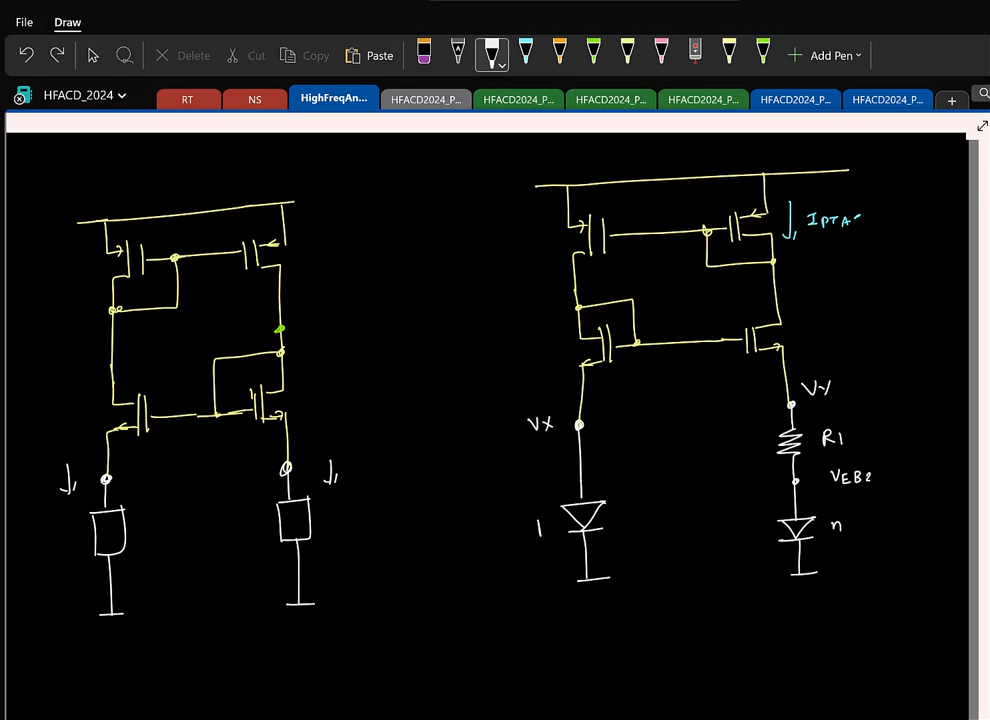 File Draw
Delete Cut Copy Paste Add Pen
HFACD_2024 RT NS HighFreqAn... HFACD2024_P... HFACD2024_P... HFACD2024_P... HFACD2024_P... HFACD2024_P... HFACD2024_P...
IPTA
VX
VY
R1
VEB2
1
n